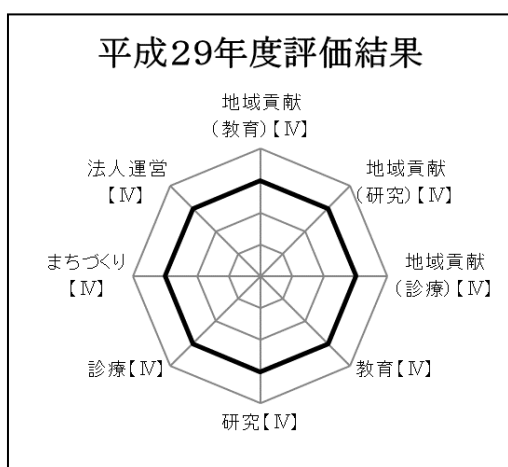 平成29年度評価結果
地域貢献
(教育)【Ⅳ】
地域貢献
(研究)【Ⅳ】
地域貢献
(診療)【Ⅳ】
教育【Ⅳ】
研究【Ⅳ】
診療【Ⅳ】
まちづくり
【Ⅳ】
法人運営
【Ⅳ】